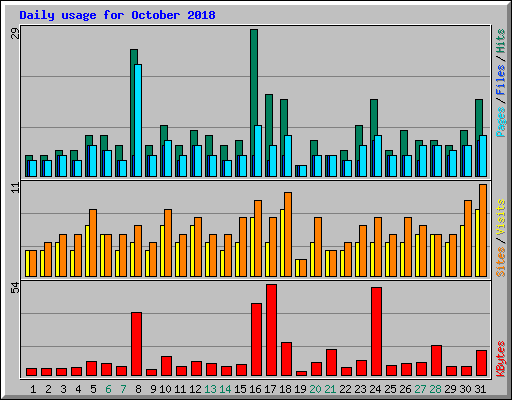 Daily usage for October 2018
29
Pages / Files / Hits
11
Sites / Visits
54
KBytes
1 2 3 4 5 6 7 8 9 10 11 12 13 14 15 16 17 18 19 20 21 22 23 24 25 26 27 28 29 30 31